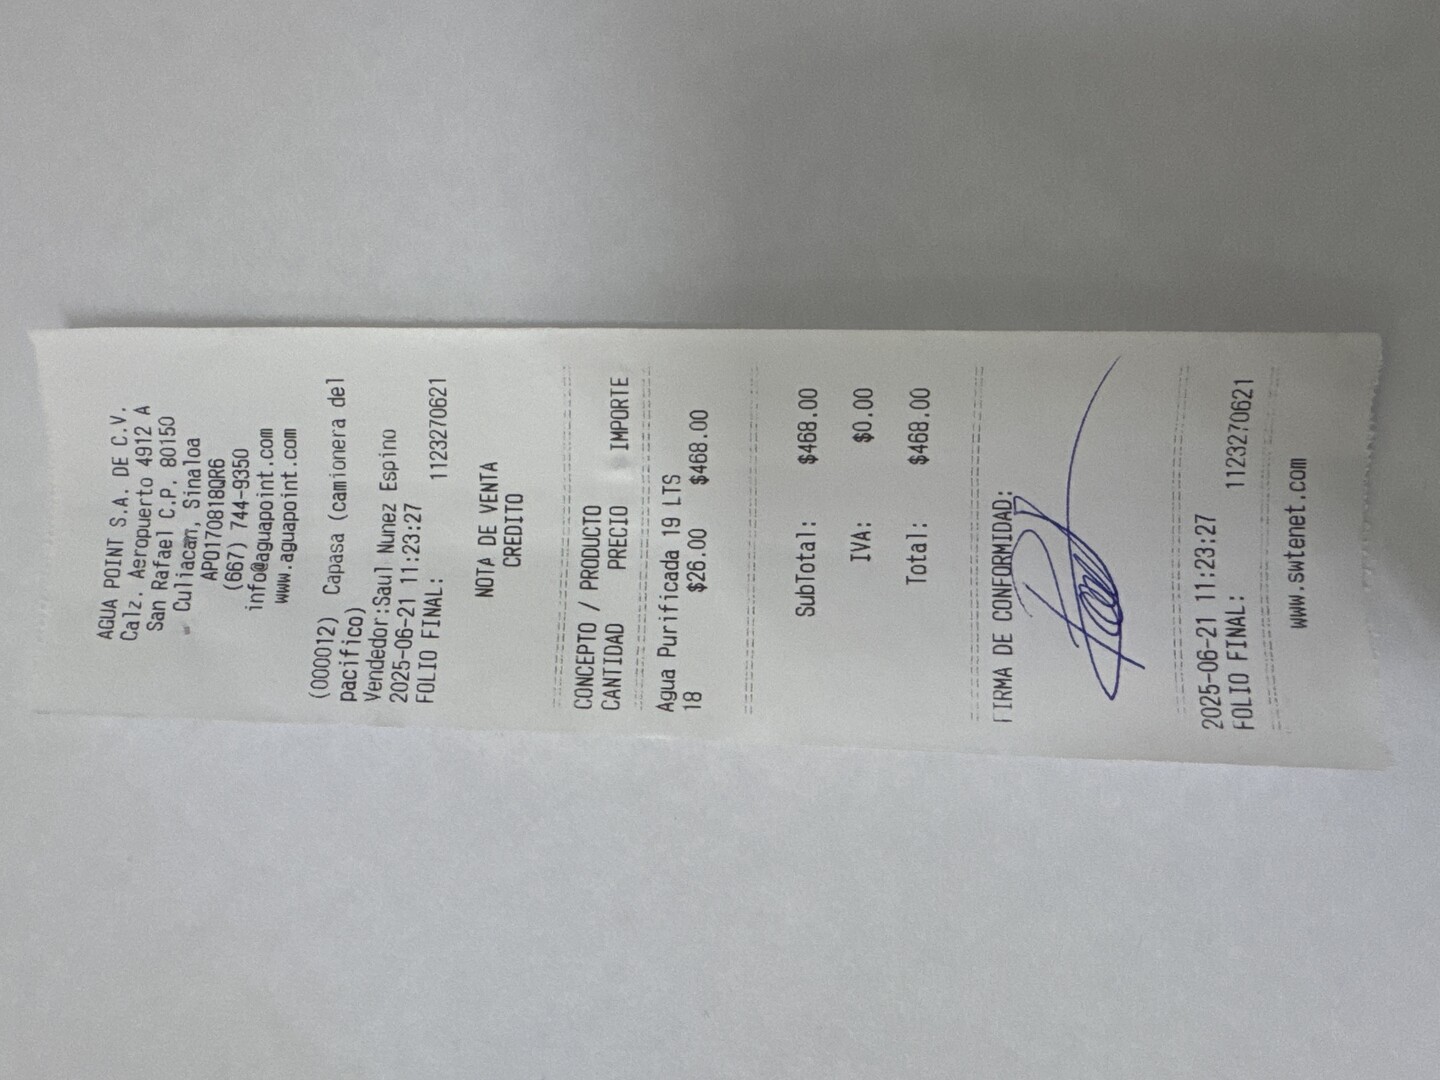 AGUA POINT S.A. DE C.V.
Calz. Aeropuerto 4912 A
San Rafael C.P. 80150
Culiacam, Sinaloa
APO170818QR6
(667) 744-9350
info@aguapoint.com
www.aguapoint.com
(000012) Capasa (camionera del
pacifico)
Vendedor:Saul Nunez Espino
2025-06-21 11:23:27
FOLIO FINAL: 1123270621
NOTA DE VENTA
CREDITO
CONCEPTO / PRODUCTO
CANTIDAD PRECIO IMPORTE
Agua Purificada 19 LTS
18 $26.00 $468.00
SubTotal: $468.00
IVA: $0.00
Total: $468.00
FIRMA DE CONFORMIDAD:
2025-06-21 11:23:27
FOLIO FINAL: 1123270621
www.swtenet.com